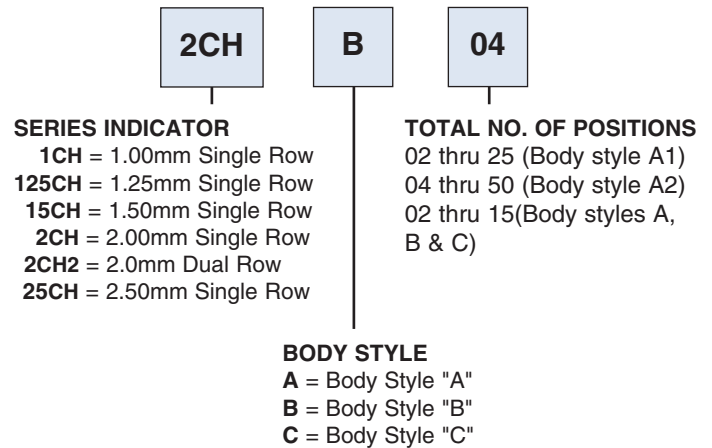 2CH B 04
SERIES INDICATOR
1CH = 1.00mm Single Row
125CH = 1.25mm Single Row
15CH = 1.50mm Single Row
2CH = 2.00mm Single Row
2CH2 = 2.0mm Dual Row
25CH = 2.50mm Single Row
TOTAL NO. OF POSITIONS
02 thru 25 (Body style A1)
04 thru 50 (Body style A2)
02 thru 15(Body styles A,
B & C)
BODY STYLE
A = Body Style "A"
B = Body Style "B"
C = Body Style "C"